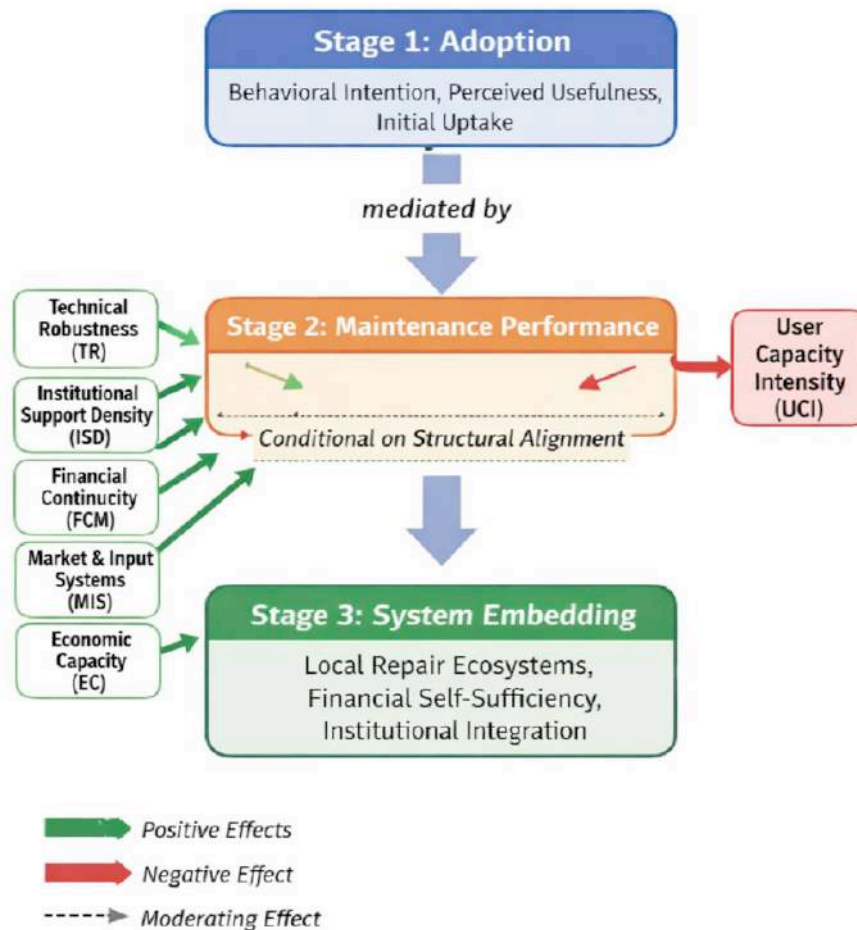 Stage 1: Adoption
Behavioral Intention, Perceived Usefulness,
Initial Uptake
mediated by
Technical
Robustness
(TR)
Institutional
Support Density
(ISD)
Financial
Continucity
(FCM)
Market & Input
Systems
(MIS)
Economic
Capacity
(EC)
Stage 2: Maintenance Performance
Conditional on Structural Alignment
User
Capacity
Intensity
(UCI)
Stage 3: System Embedding
Local Repair Ecosystems,
Financial Self-Sufficiency,
Institutional Integration
Positive Effects
Negative Effect
Moderating Effect